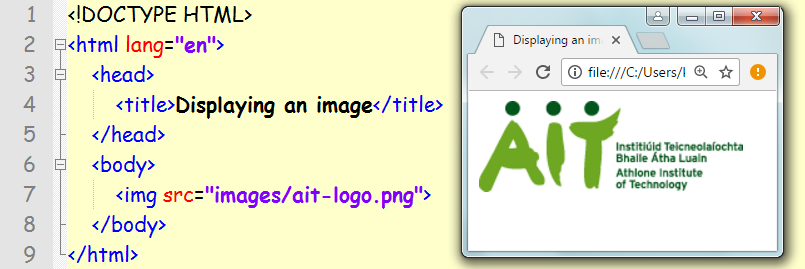 1 <!DOCTYPE HTML>
2 <html lang="en">
3 <head>
4 <title>Displaying an image</title>
5 </head>
6 <body>
7 <img src="images/ait-logo.png">
8 </body>
9 </html>
Displaying an im
file:///C:/Users/
AIT
Institiúid Teicneolaíochta
Bhaile Átha Luain
Athlone Institute
of Technology